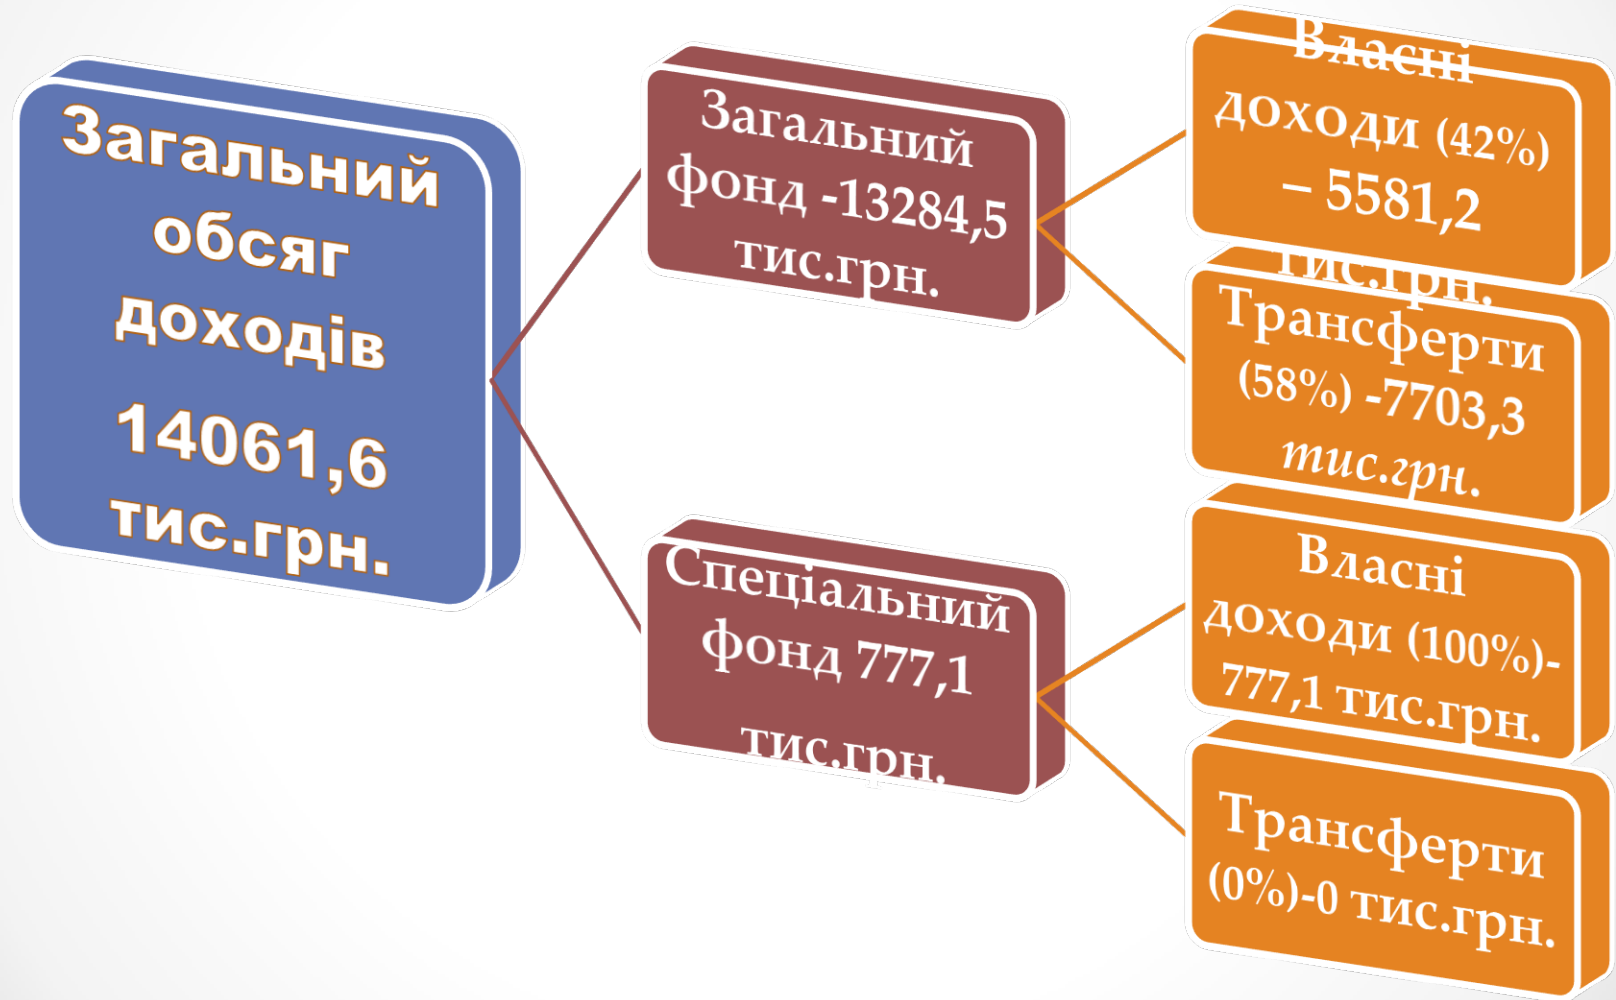 Загальний
обсяг
доходів
14061,6
тис.грн.
Загальний
фонд -13284,5
тис.грн.
Власні
доходи (42%)
– 5581,2
тис.грн.
Трансферти
(58%) -7703,3
тис.грн.
Спеціальний
фонд 777,1
тис.грн.
Власні
доходи (100%)-
777,1 тис.грн.
Трансферти
(0%)-0 тис.грн.